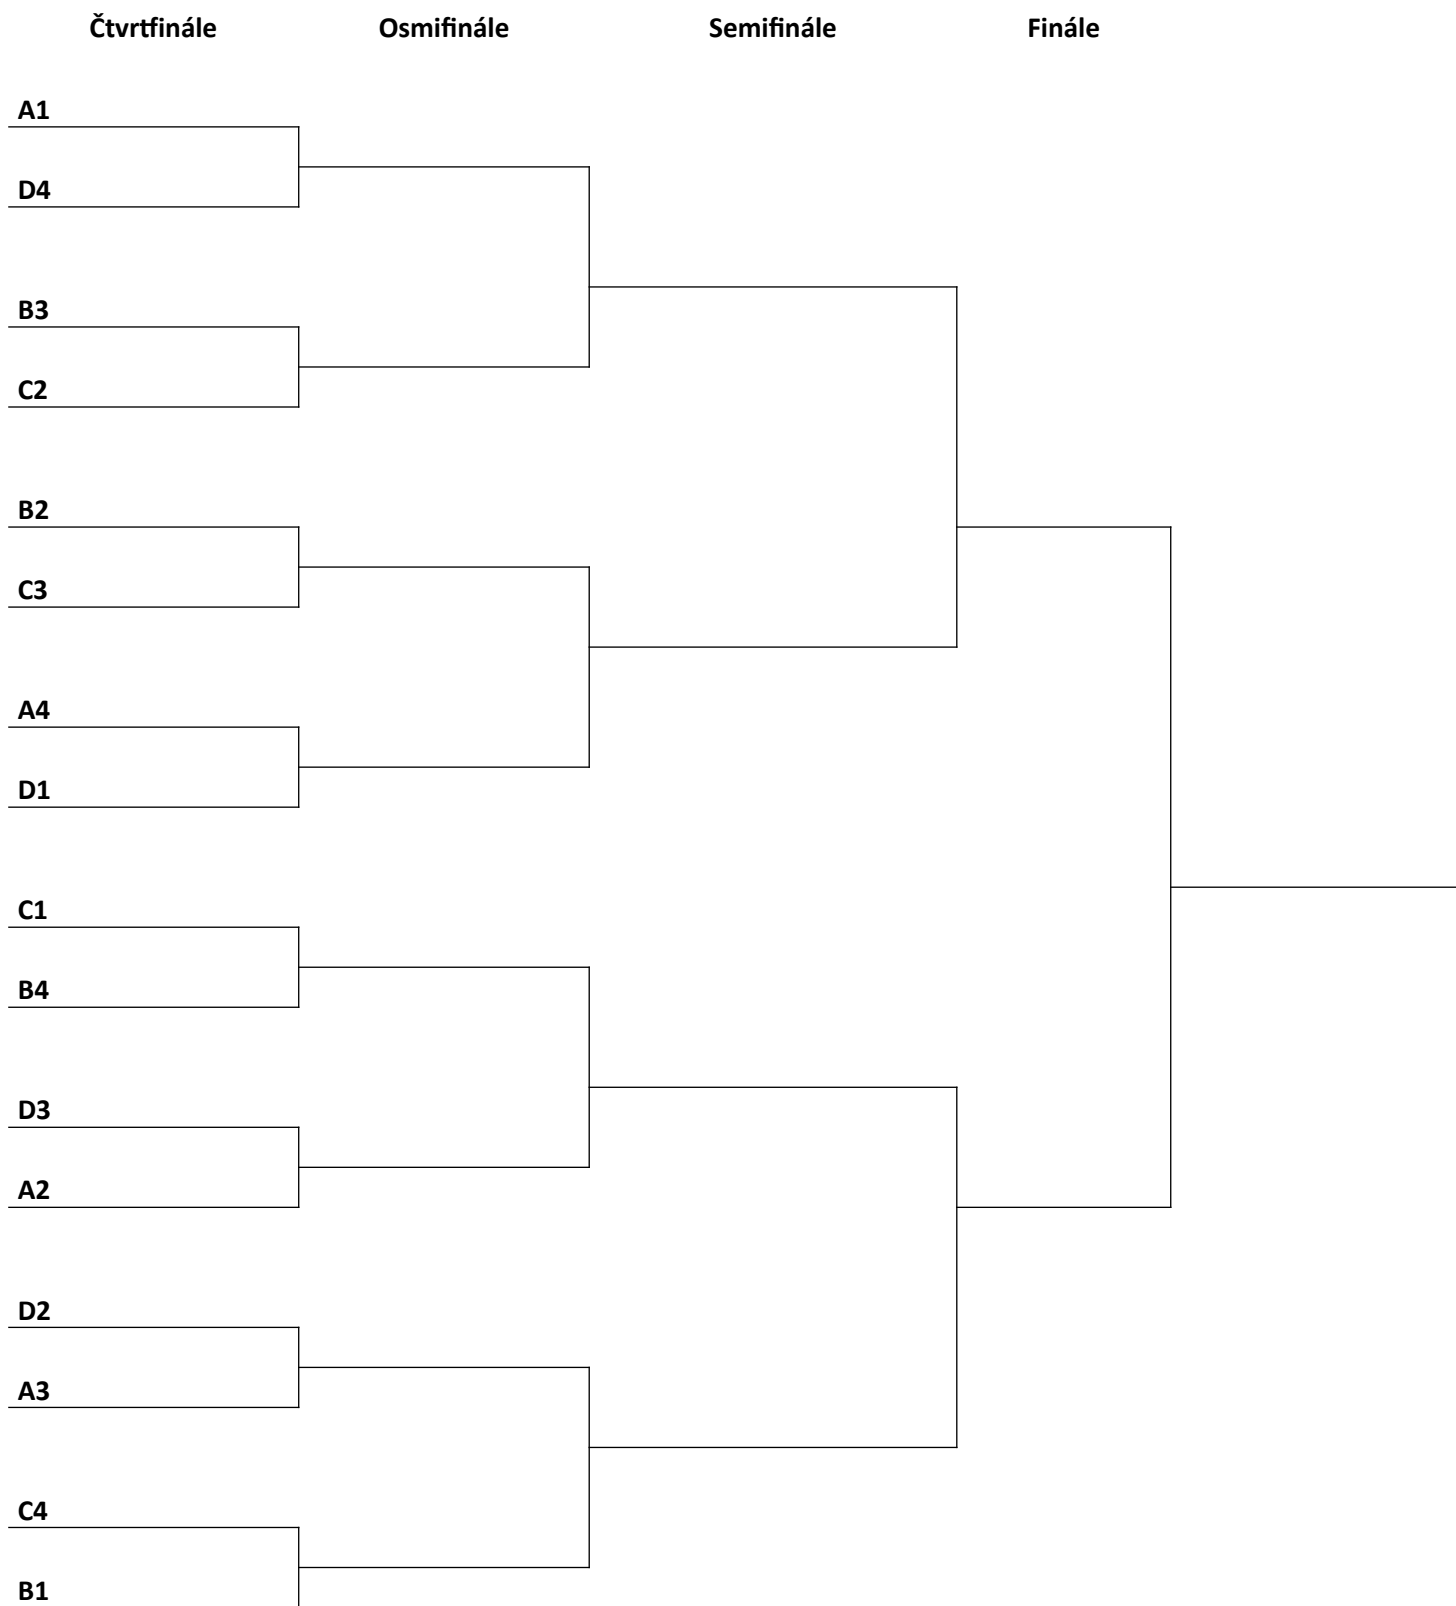 Čtvrtfinále Osmifinále Semifinále Finále
A1
D4
B3
C2
B2
C3
A4
D1
C1
B4
D3
A2
D2
A3
C4
B1